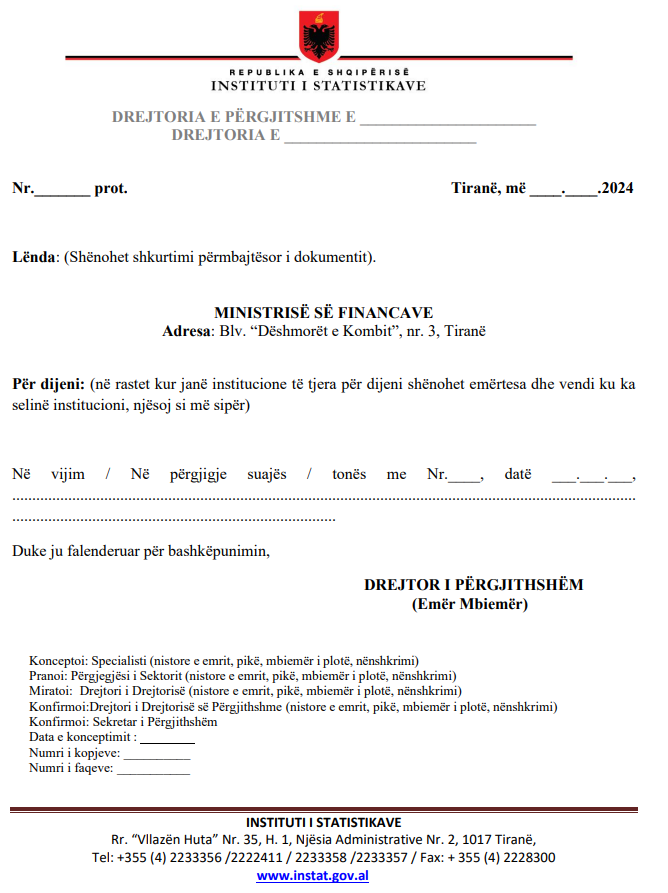 REPUBLIKA E SHQIPËRISË
INSTITUTI I STATISTIKAVE
DREJTORIA E PËRGJITSHME E ______________________
DREJTORIA E ________________________
Nr._______ prot. Tiranë, më ____.____.2024
Lënda: (Shënohet shkurtimi përmbajtësor i dokumentit).
MINISTRISË SË FINANCAVE
Adresa: Blv. “Dëshmorët e Kombit”, nr. 3, Tiranë
Për dijeni: (në rastet kur janë institucione të tjera për dijeni shënohet emërtesa dhe vendi ku ka
selinë institucioni, njësoj si më sipër)
Në vijim / Në përgjigje suajës / tonës me Nr.____, datë ___.___.___,
................................................................................................................................................
................................................................................
Duke ju falenderuar për bashkëpunimin,
DREJTOR I PËRGJITHSHËM
(Emër Mbiemër)
Konceptoi: Specialisti (nistore e emrit, pikë, mbiemër i plotë, nënshkrimi)
Pranoi: Përgjegjësi i Sektorit (nistore e emrit, pikë, mbiemër i plotë, nënshkrimi)
Miratoi: Drejtori i Drejtorisë (nistore e emrit, pikë, mbiemër i plotë, nënshkrimi)
Konfirmoi:Drejtori i Drejtorisë së Përgjithshme (nistore e emrit, pikë, mbiemër i plotë, nënshkrimi)
Konfirmoi: Sekretar i Përgjithshëm
Data e konceptimit : ________
Numri i kopjeve: __________
Numri i faqeve: ___________
INSTITUTI I STATISTIKAVE
Rr. “Vllazën Huta” Nr. 35, H. 1, Njësia Administrative Nr. 2, 1017 Tiranë,
Tel: +355 (4) 2233356 /2222411 / 2233358 /2233357 / Fax: + 355 (4) 2228300
www.instat.gov.al